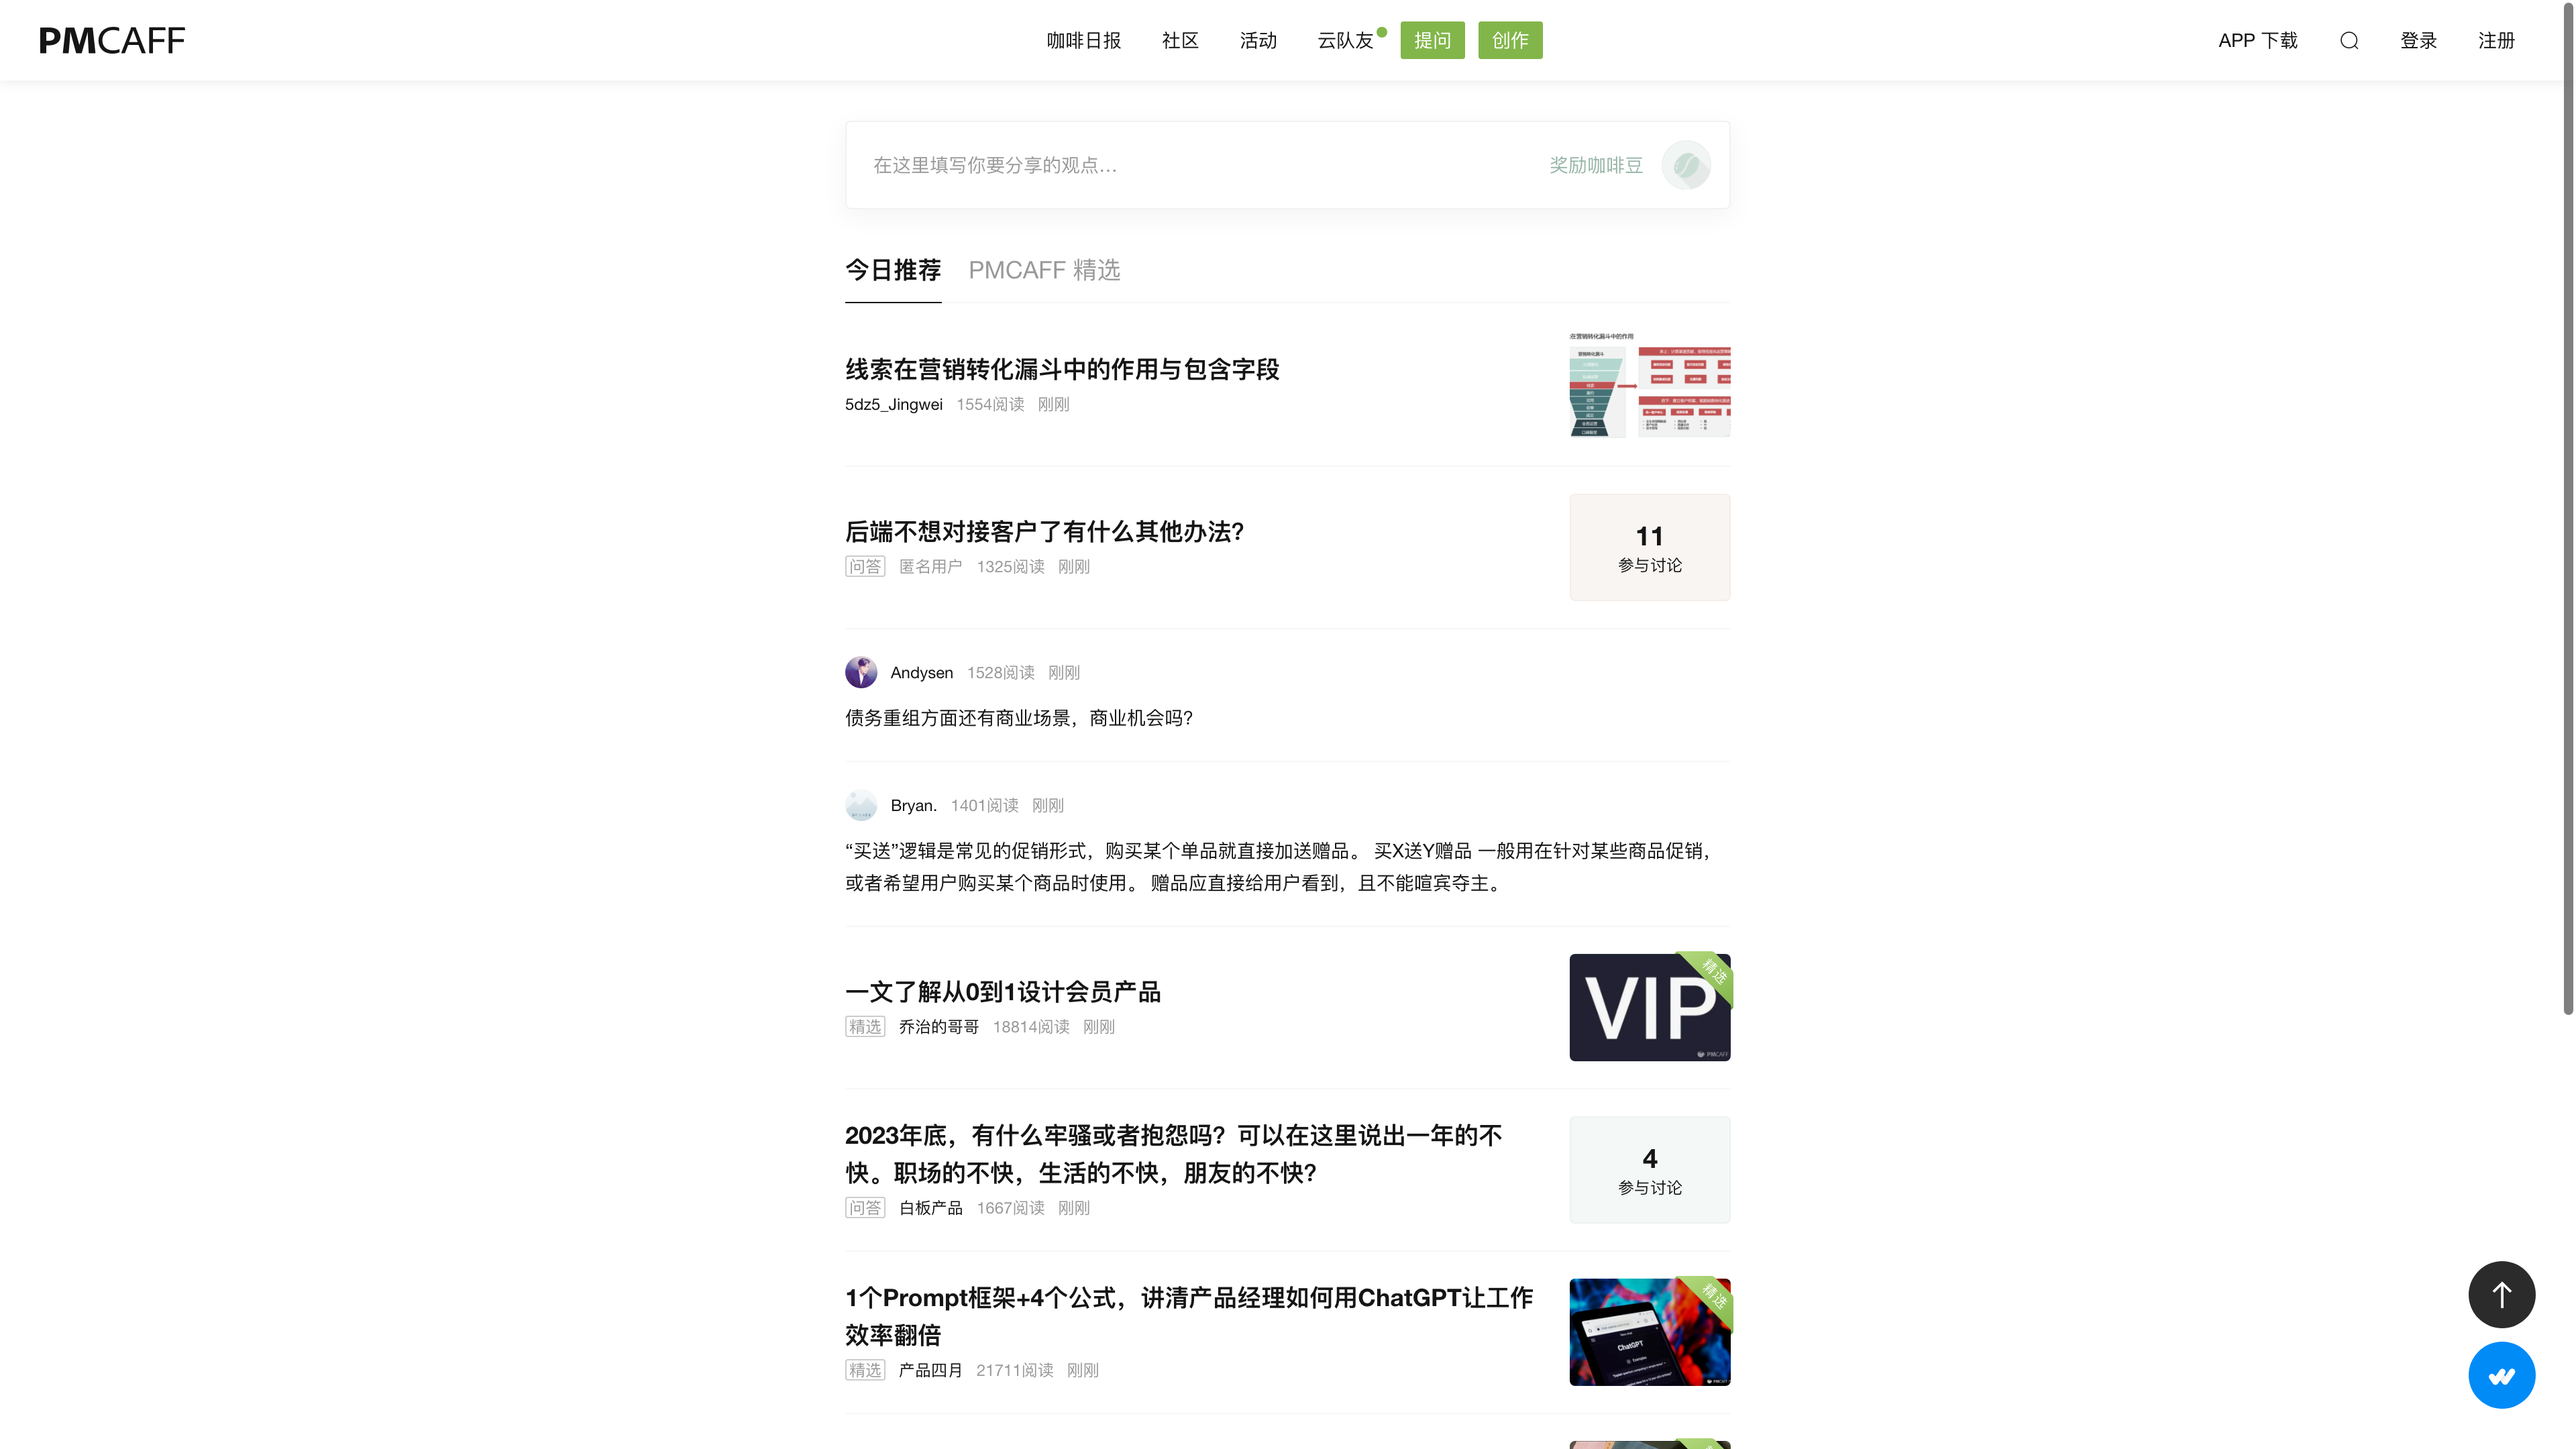 PMCAFF
咖啡日报 社区 活动 云队友 提问 创作
APP 下载 登录 注册
在这里填写你要分享的观点...
奖励咖啡豆
今日推荐 PMCAFF 精选
线索在营销转化漏斗中的作用与包含字段
5dz5_Jingwei 1554阅读 刚刚
在营销转化漏斗中的作用
营销转化漏斗
后端不想对接客户了有什么其他办法？
问答 匿名用户 1325阅读 刚刚
11
参与讨论
Andysen 1528阅读 刚刚
债务重组方面还有商业场景，商业机会吗？
Bryan. 1401阅读 刚刚
“买送”逻辑是常见的促销形式，购买某个单品就直接加送赠品。 买X送Y赠品 一般用在针对某些商品促销，
或者希望用户购买某个商品时使用。 赠品应直接给用户看到，且不能喧宾夺主。
一文了解从0到1设计会员产品
精选 乔治的哥哥 18814阅读 刚刚
VIP
精选
PMCAFF
2023年底，有什么牢骚或者抱怨吗？可以在这里说出一年的不
快。职场的不快，生活的不快，朋友的不快？
问答 白板产品 1667阅读 刚刚
4
参与讨论
1个Prompt框架+4个公式，讲清产品经理如何用ChatGPT让工作
效率翻倍
精选 产品四月 21711阅读 刚刚
精选
ChatGPT